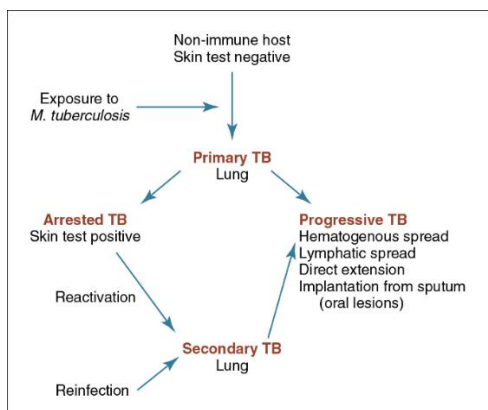 Non-immune host
Skin test negative
Exposure to
M. tuberculosis
Primary TB
Lung
Arrested TB
Skin test positive
Progressive TB
Hematogenous spread
Lymphatic spread
Direct extension
Implantation from sputum
(oral lesions)
Reactivation
Secondary TB
Lung
Reinfection